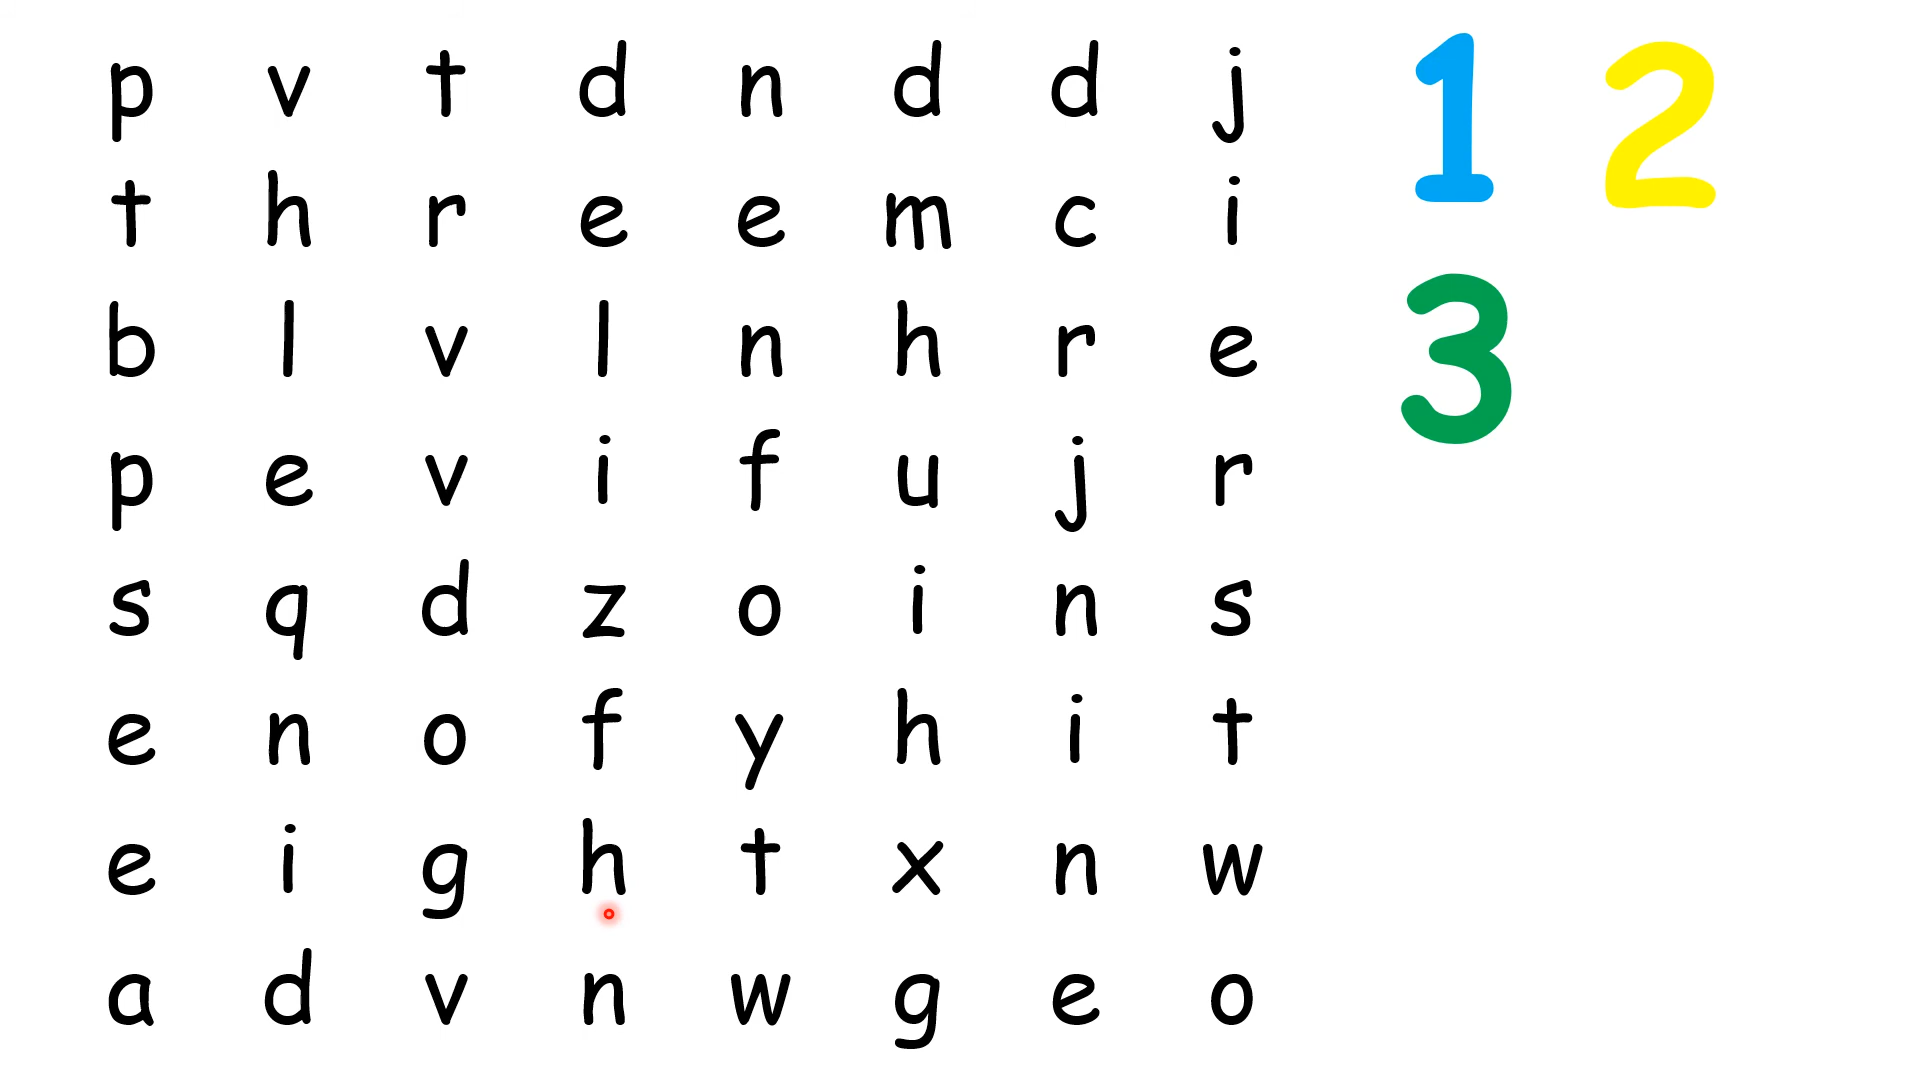 p v t d n d d j 1 2
t h r e e m c i
b l v l n h r e 3
p e v i f u j r
s q d z o i n s
e n o f y h i t
e i g h t x n w
a d v n w g e o